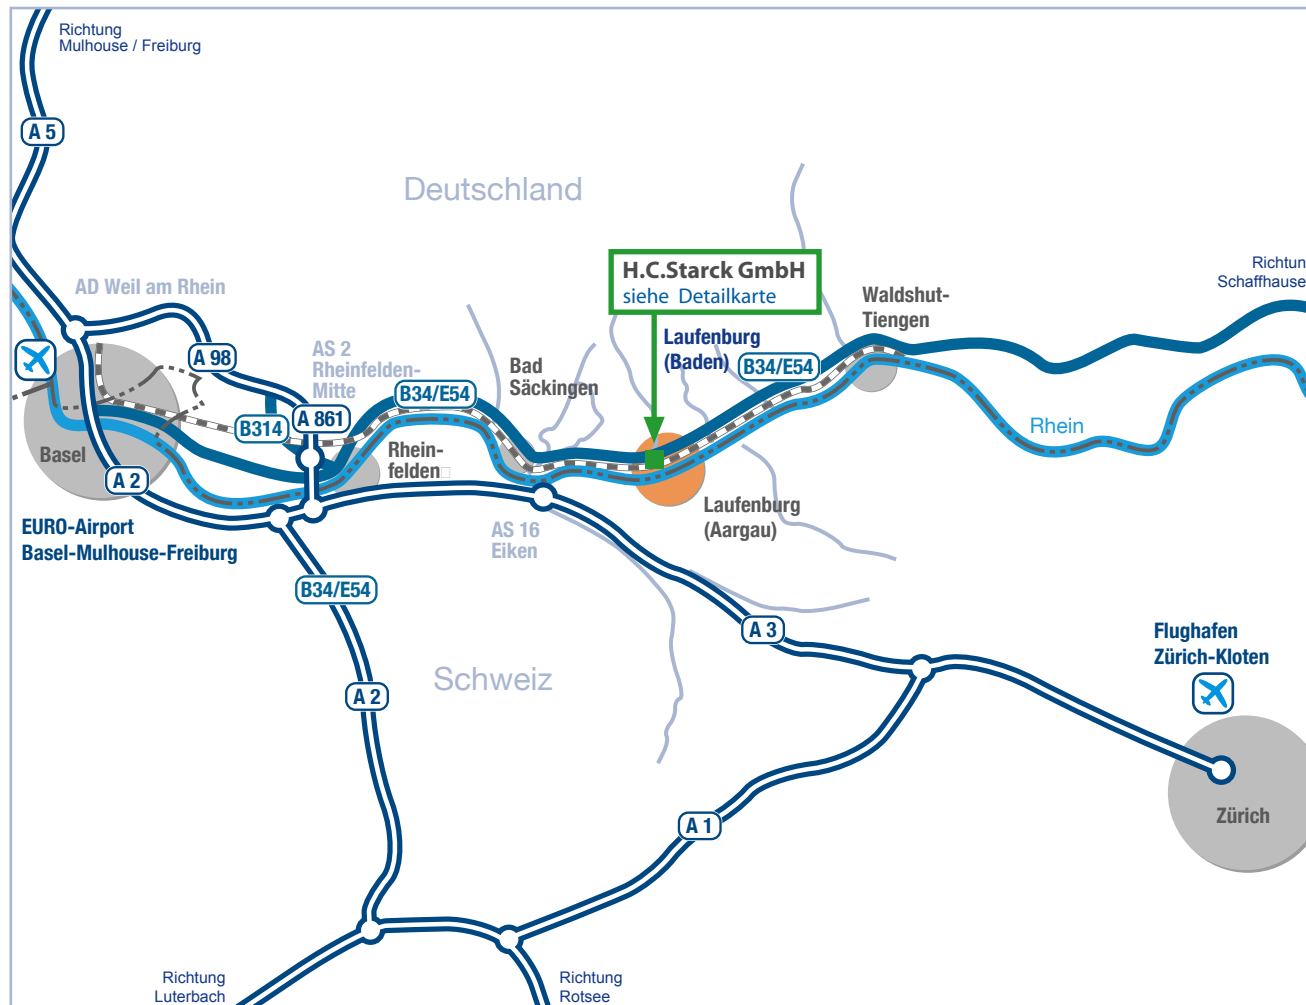 Richtung
Mulhouse / Freiburg
A 5
Deutschland
H.C.Starck GmbH
siehe Detailkarte
Richtun
Schaffhause
AD Weil am Rhein
Waldshut-
Tiengen
Laufenburg
(Baden)
A 98
AS 2
Rheinfelden-
Mitte
Bad
Säckingen
B34/E54
B34/E54
A 861
B314
Rhein
Basel
Rhein-
felden
A 2
Laufenburg
(Aargau)
EURO-Airport
Basel-Mulhouse-Freiburg
AS 16
Eiken
B34/E54
A 3
Flughafen
Zürich-Kloten
Schweiz
A 2
Zürich
A 1
Richtung
Luterbach
Richtung
Rotsee